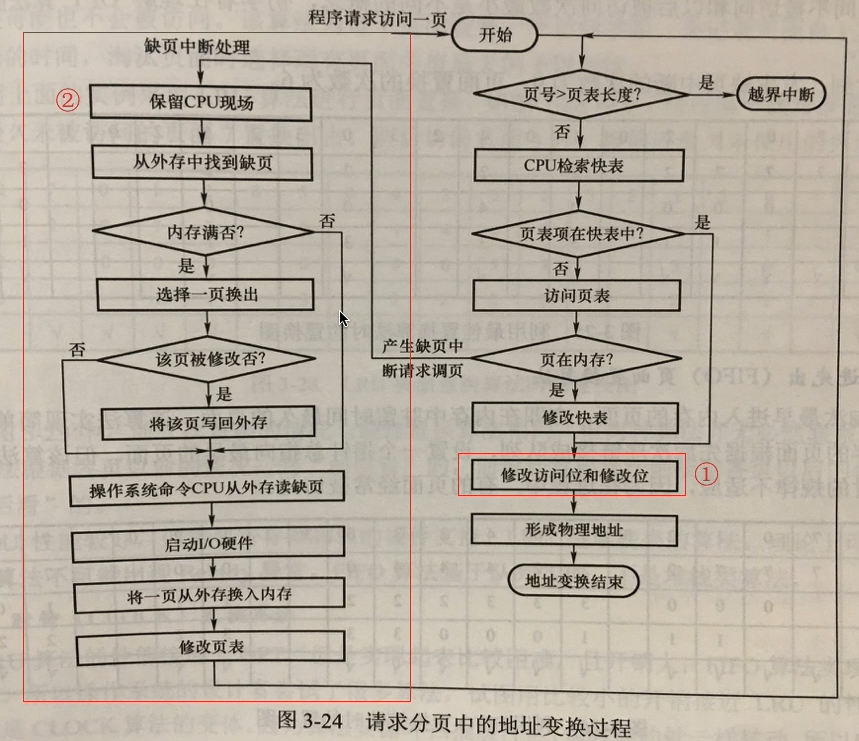 程序请求访问一页
开始
缺页中断处理
②
保留CPU现场
从外存中找到缺页
内存满否?
否
是
选择一页换出
该页被修改否?
否
是
将该页写回外存
操作系统命令CPU从外存读缺页
启动I/O硬件
将一页从外存换入内存
修改页表
页号>页表长度?
是
越界中断
否
CPU检索快表
页表项在快表中?
是
否
访问页表
产生缺页中
断请求调页
页在内存?
是
修改快表
修改访问位和修改位
①
形成物理地址
地址变换结束
图 3-24 请求分页中的地址变换过程